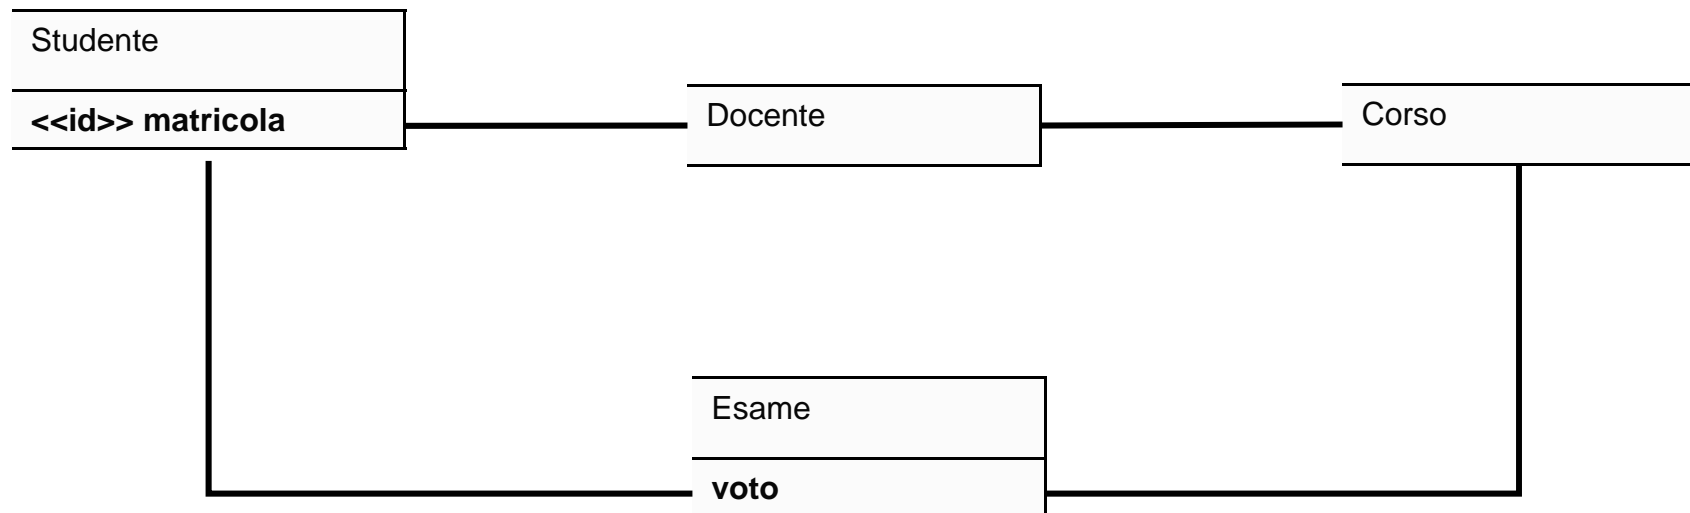 Studente
<<id>> matricola
Docente
Corso
Esame
voto